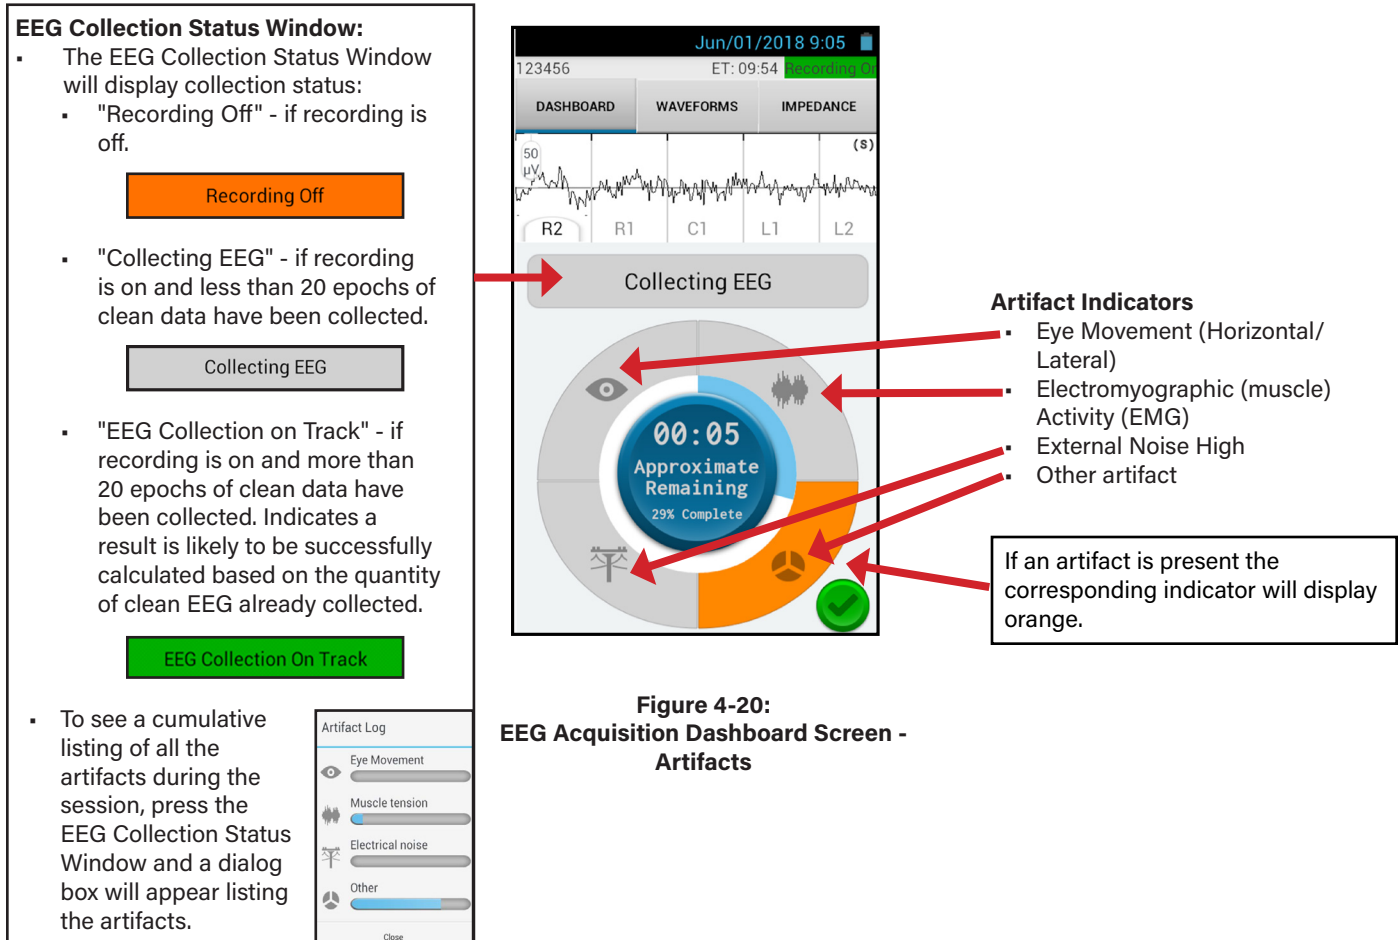 EEG Collection Status Window:
▪ The EEG Collection Status Window
will display collection status:
▪ "Recording Off" - if recording is
off.
Recording Off
▪ "Collecting EEG" - if recording
is on and less than 20 epochs of
clean data have been collected.
Collecting EEG
▪ "EEG Collection on Track" - if
recording is on and more than
20 epochs of clean data have
been collected. Indicates a
result is likely to be successfully
calculated based on the quantity
of clean EEG already collected.
EEG Collection On Track
▪ To see a cumulative
listing of all the
artifacts during the
session, press the
EEG Collection Status
Window and a dialog
box will appear listing
the artifacts.
Artifact Log
Eye Movement
Muscle tension
Electrical noise
Other
Close
Jun/01/2018 9:05
123456 ET: 09:54 Recording On
DASHBOARD WAVEFORMS IMPEDANCE
(S)
50
µV
R2 R1 C1 L1 L2
Collecting EEG
00:05
Approximate
Remaining
29% Complete
Figure 4-20:
EEG Acquisition Dashboard Screen -
Artifacts
Artifact Indicators
▪ Eye Movement (Horizontal/
Lateral)
▪ Electromyographic (muscle)
Activity (EMG)
▪ External Noise High
▪ Other artifact
If an artifact is present the
corresponding indicator will display
orange.